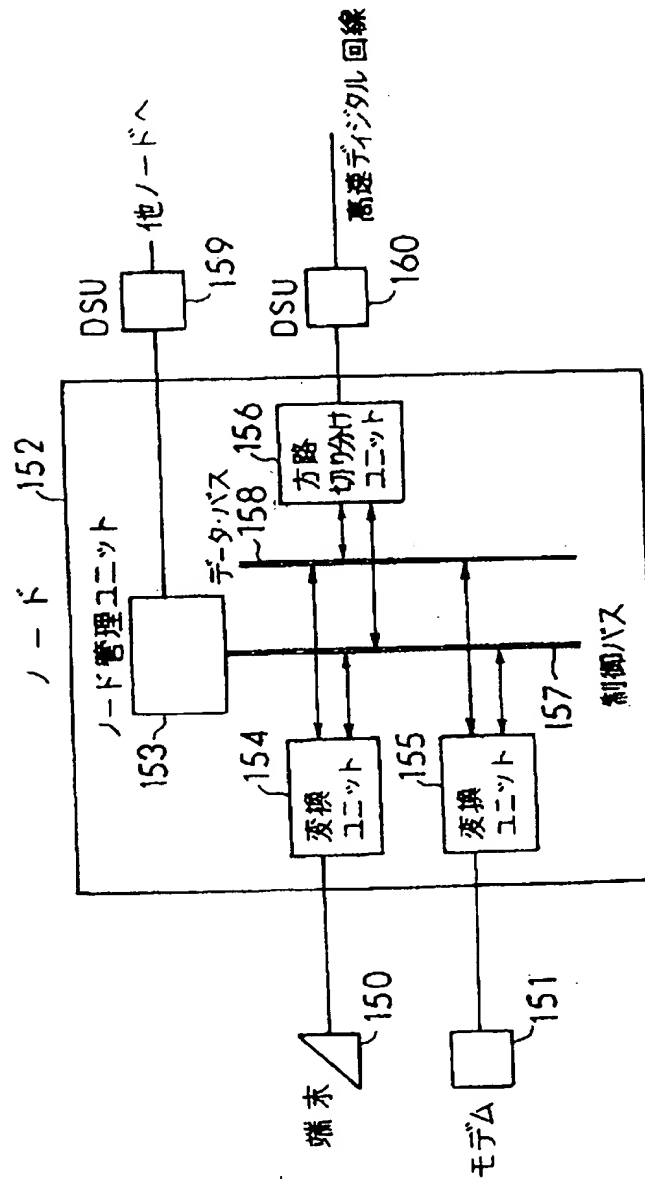 ノード
152
ノード管理ユニット
153
DSU
他ノードへ
159
154
変換
ユニット
データ・バス
158
156
方路
切り分け
ユニット
DSU
高速ディジタル回線
160
端末
150
155
変換
ユニット
157
制御バス
モデム
151